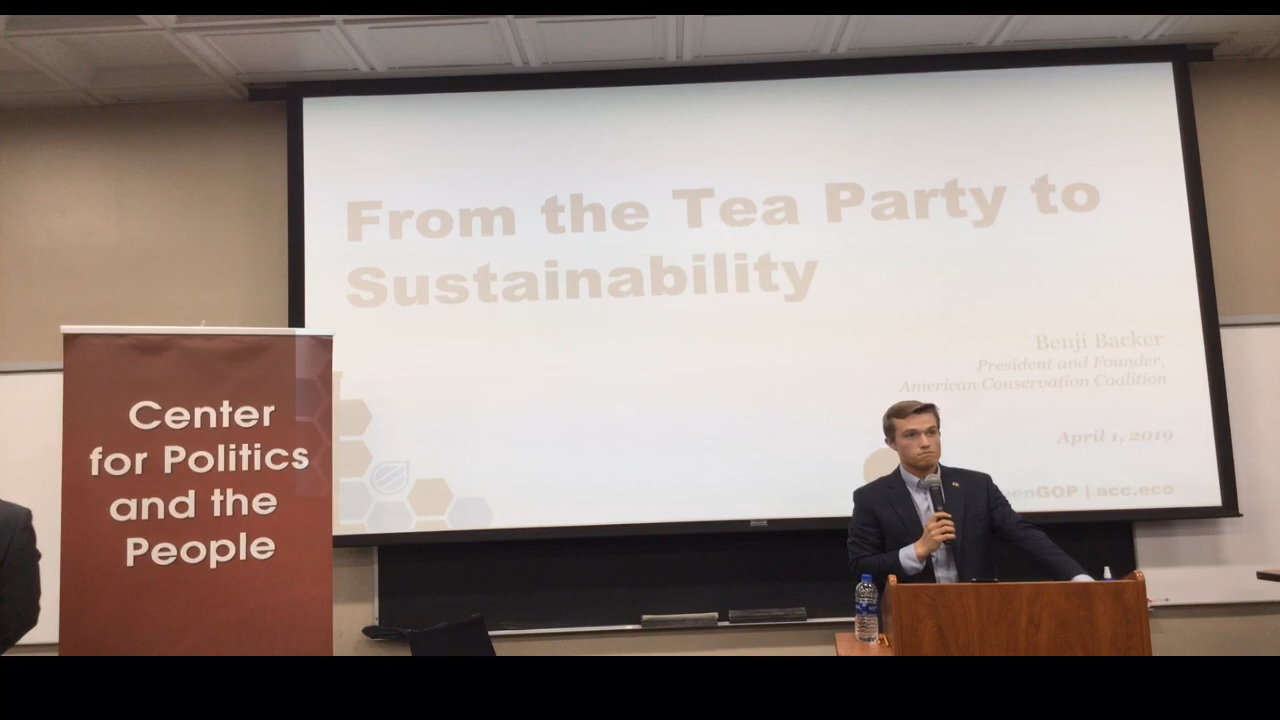 From the Tea Party to
Sustainability
Benji Backer
President and Founder,
American Conservation Coalition
April 1, 2019
GOP | acc.eco
Center
for Politics
and the
People